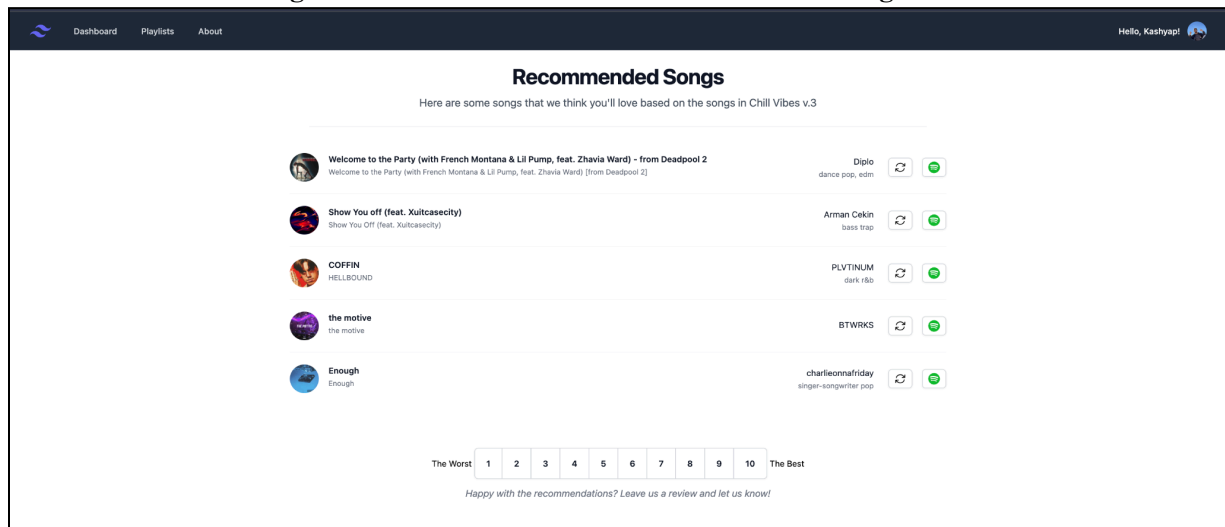 Dashboard Playlists About Hello, Kashyap!
Recommended Songs
Here are some songs that we think you'll love based on the songs in Chill Vibes v.3
Welcome to the Party (with French Montana & Lil Pump, feat. Zhavia Ward) - from Deadpool 2 Diplo
Welcome to the Party (with French Montana & Lil Pump, feat. Zhavia Ward) [from Deadpool 2] dance pop, edm
Show You off (feat. Xuitcasecity) Arman Cekin
Show You Off (feat. Xuitcasecity) bass trap
COFFIN PLVTINUM
HELLBOUND dark r&b
the motive BTWRKS
the motive
Enough charlieonnafriday
Enough singer-songwriter pop
The Worst 1 2 3 4 5 6 7 8 9 10 The Best
Happy with the recommendations? Leave us a review and let us know!